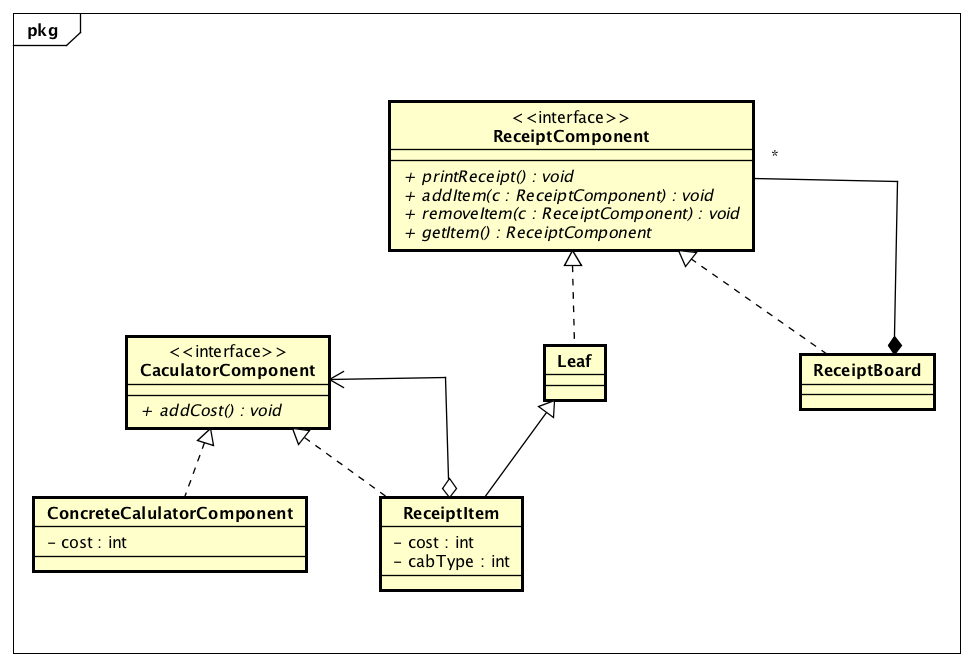 pkg
<<interface>>
ReceiptComponent
+ printReceipt() : void
+ addItem(c : ReceiptComponent) : void
+ removeItem(c : ReceiptComponent) : void
+ getItem() : ReceiptComponent
*
<<interface>>
CaculatorComponent
+ addCost() : void
Leaf
ReceiptBoard
ConcreteCalulatorComponent
- cost : int
ReceiptItem
- cost : int
- cabType : int